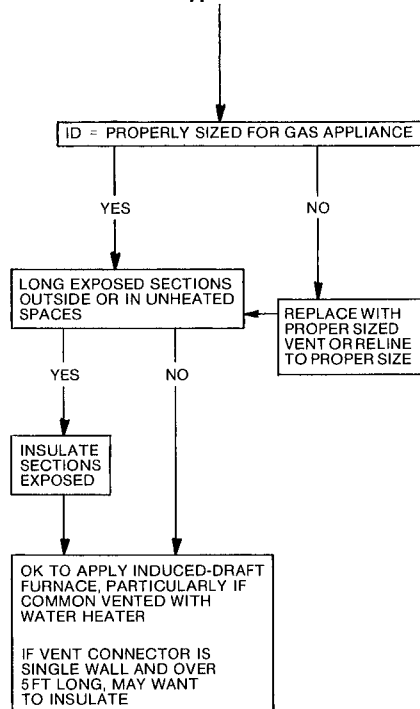 ID = PROPERLY SIZED FOR GAS APPLIANCE
YES
NO
LONG EXPOSED SECTIONS
OUTSIDE OR IN UNHEATED
SPACES
REPLACE WITH
PROPER SIZED
VENT OR RELINE
TO PROPER SIZE
YES
NO
INSULATE
SECTIONS
EXPOSED
OK TO APPLY INDUCED-DRAFT
FURNACE, PARTICULARLY IF
COMMON VENTED WITH
WATER HEATER
IF VENT CONNECTOR IS
SINGLE WALL AND OVER
5 FT LONG, MAY WANT
TO INSULATE